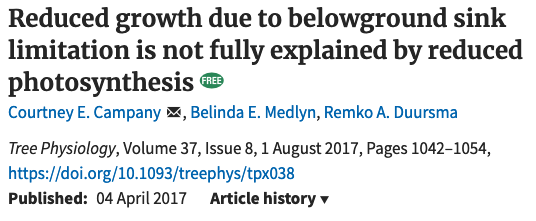 Reduced growth due to belowground sink
limitation is not fully explained by reduced
photosynthesis FREE
Courtney E. Campany ✉, Belinda E. Medlyn, Remko A. Duursma
Tree Physiology, Volume 37, Issue 8, 1 August 2017, Pages 1042–1054,
https://doi.org/10.1093/treephys/tpx038
Published: 04 April 2017 Article history ▾